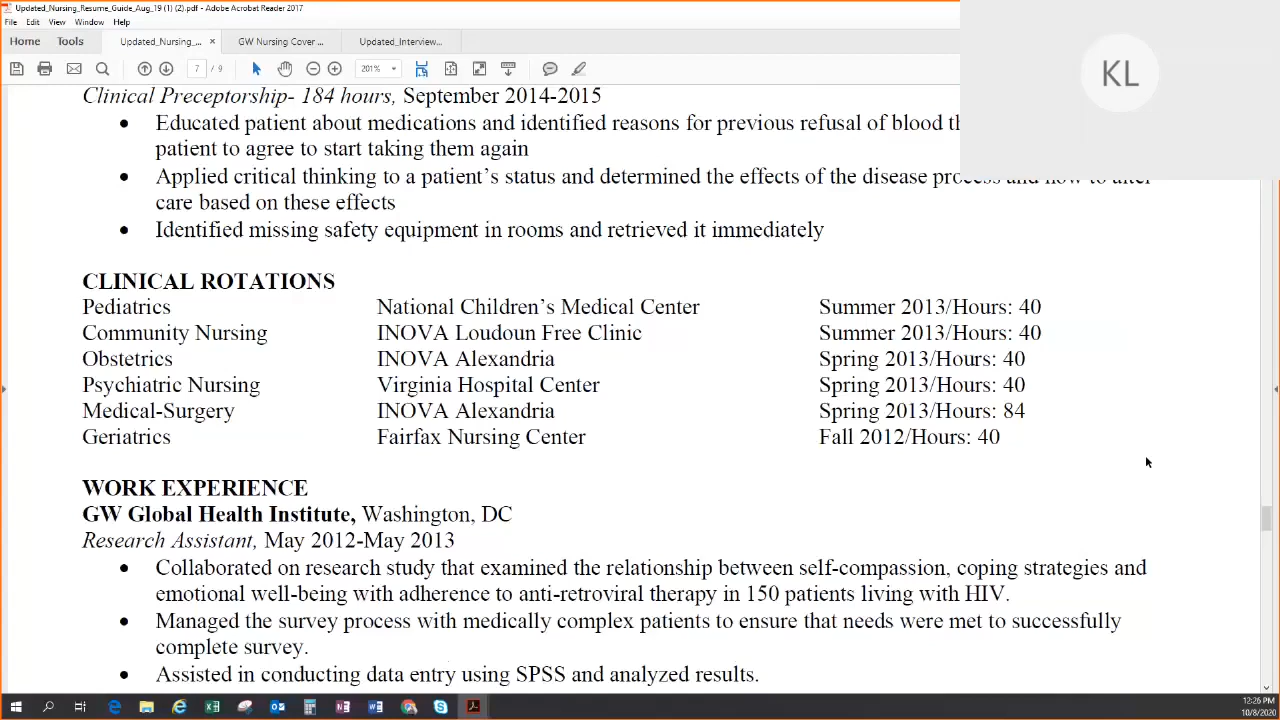 Updated_Nursing_Resume_Guide_Aug_19 (1) (2).pdf - Adobe Acrobat Reader 2017
File Edit View Window Help
Home Tools Updated_Nursing_... × GW Nursing Cover ... Updated_Interview...
7 / 9 201%
KL
Clinical Preceptorship- 184 hours, September 2014-2015
• Educated patient about medications and identified reasons for previous refusal of blood
patient to agree to start taking them again
• Applied critical thinking to a patient's status and determined the effects of the disease process and how to alter
care based on these effects
• Identified missing safety equipment in rooms and retrieved it immediately
CLINICAL ROTATIONS
Pediatrics National Children's Medical Center Summer 2013/Hours: 40
Community Nursing INOVA Loudoun Free Clinic Summer 2013/Hours: 40
Obstetrics INOVA Alexandria Spring 2013/Hours: 40
Psychiatric Nursing Virginia Hospital Center Spring 2013/Hours: 40
Medical-Surgery INOVA Alexandria Spring 2013/Hours: 84
Geriatrics Fairfax Nursing Center Fall 2012/Hours: 40
WORK EXPERIENCE
GW Global Health Institute, Washington, DC
Research Assistant, May 2012-May 2013
• Collaborated on research study that examined the relationship between self-compassion, coping strategies and
emotional well-being with adherence to anti-retroviral therapy in 150 patients living with HIV.
• Managed the survey process with medically complex patients to ensure that needs were met to successfully
complete survey.
• Assisted in conducting data entry using SPSS and analyzed results.
12:26 PM
10/8/2020